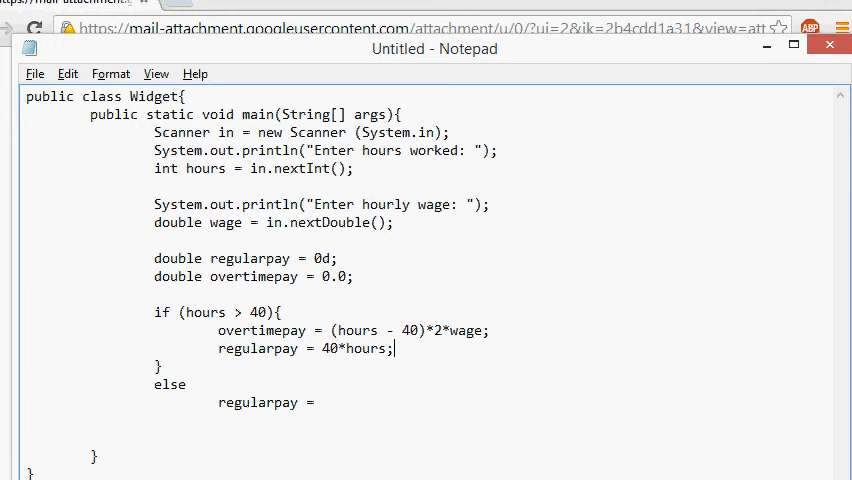 https://mail-attachment.googleusercontent.com/attachment/u/0/?ui=2&ik=2b4cdd1a31&view=att
ABP
Untitled - Notepad
File Edit Format View Help
public class Widget{
public static void main(String[] args){
Scanner in = new Scanner (System.in);
System.out.println("Enter hours worked: ");
int hours = in.nextInt();
System.out.println("Enter hourly wage: ");
double wage = in.nextDouble();
double regularpay = 0d;
double overtimepay = 0.0;
if (hours > 40){
overtimepay = (hours - 40)*2*wage;
regularpay = 40*hours;
}
else
regularpay =
}
}